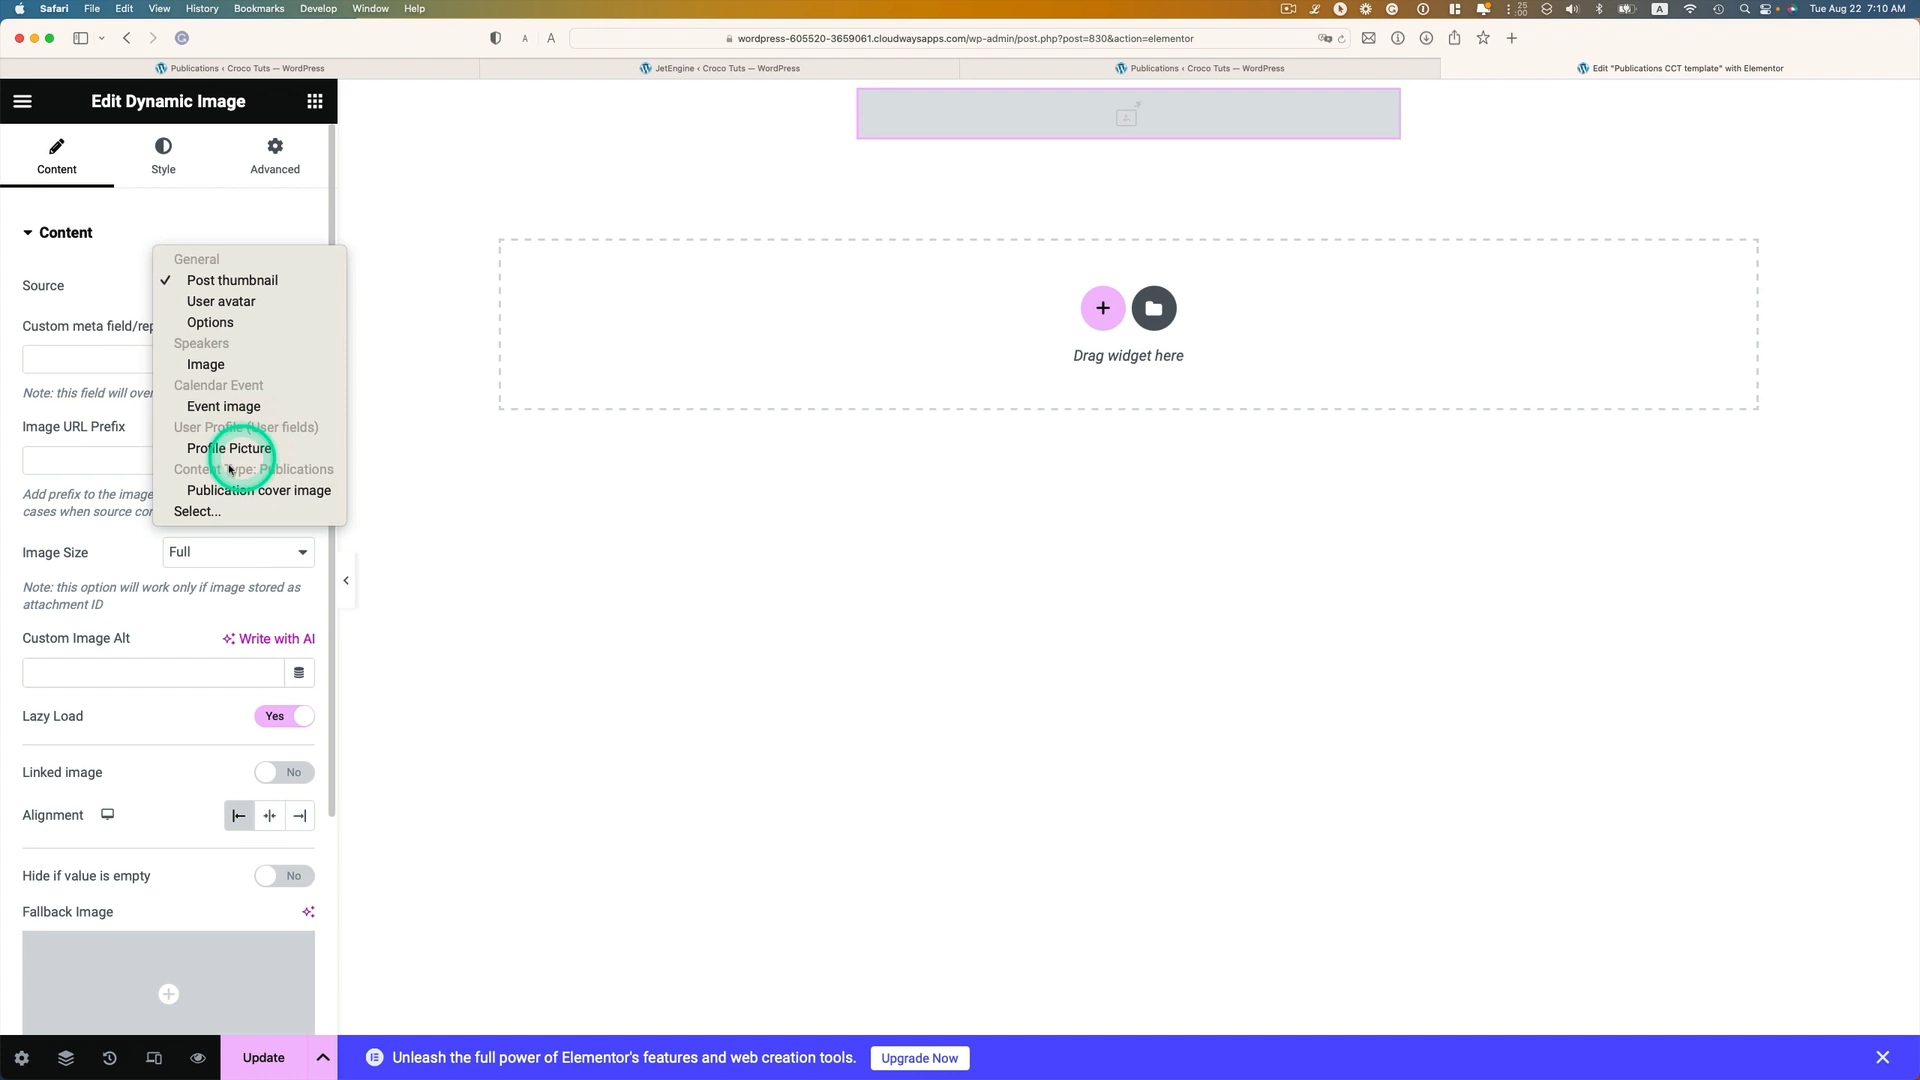 Safari File Edit View History Bookmarks Develop Window Help
25
00
A
Tue Aug 22 7:10 AM
A A
wordpress-605520-3659061.cloudwaysapps.com/wp-admin/post.php?post=830&action=elementor
Publications ‹ Croco Tuts — WordPress
JetEngine ‹ Croco Tuts — WordPress
Publications ‹ Croco Tuts — WordPress
Edit "Publications CCT template" with Elementor
Edit Dynamic Image
Content
Style
Advanced
Content
General
✓ Post thumbnail
User avatar
Options
Speakers
Image
Calendar Event
Event image
User Profile (User fields)
Profile Picture
Content Type: Publications
Publication cover image
Select...
Source
Custom meta field/rep
Note: this field will over
Image URL Prefix
Add prefix to the image
cases when source con
Image Size
Full
Note: this option will work only if image stored as
attachment ID
Custom Image Alt
Write with AI
Lazy Load
Yes
Linked image
No
Alignment
Hide if value is empty
No
Fallback Image
Update
Drag widget here
Unleash the full power of Elementor's features and web creation tools.
Upgrade Now